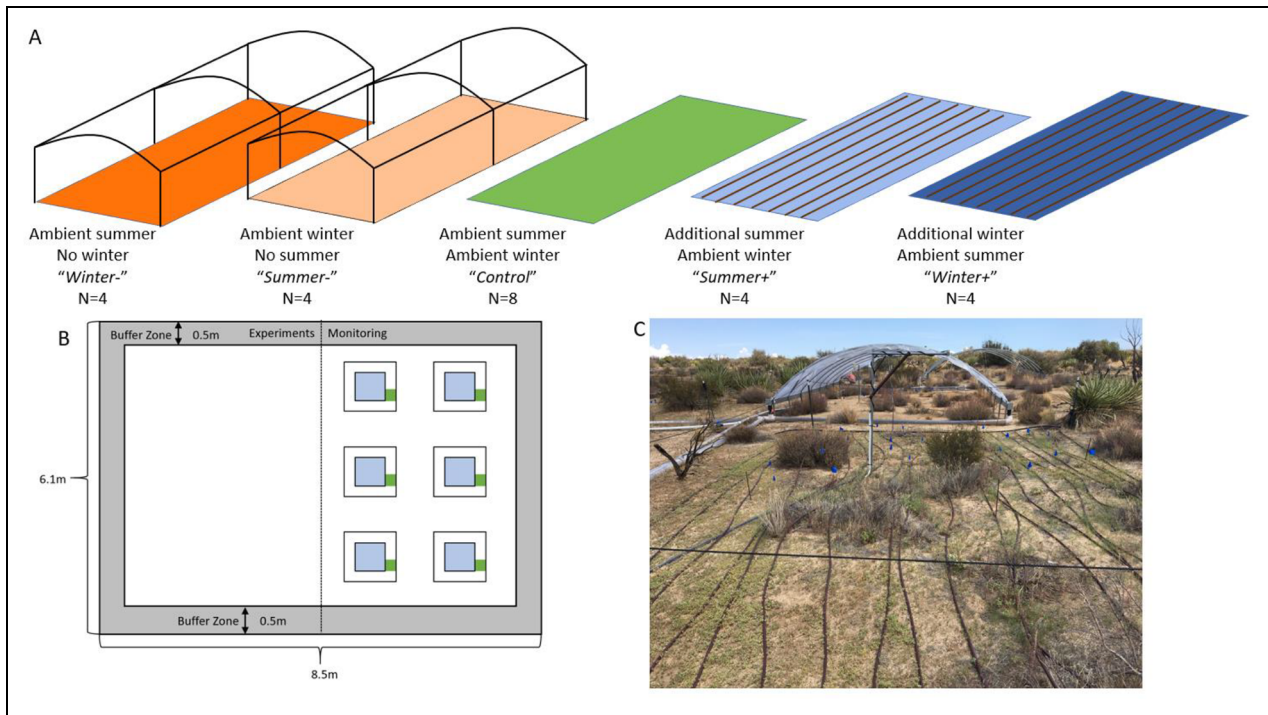 A
Ambient summer
No winter
“Winter-”
N=4
Ambient winter
No summer
“Summer-”
N=4
Ambient summer
Ambient winter
“Control”
N=8
Additional summer
Ambient winter
“Summer+”
N=4
Additional winter
Ambient summer
“Winter+”
N=4
B
Buffer Zone 0.5m Experiments Monitoring
6.1m
Buffer Zone 0.5m
8.5m
C